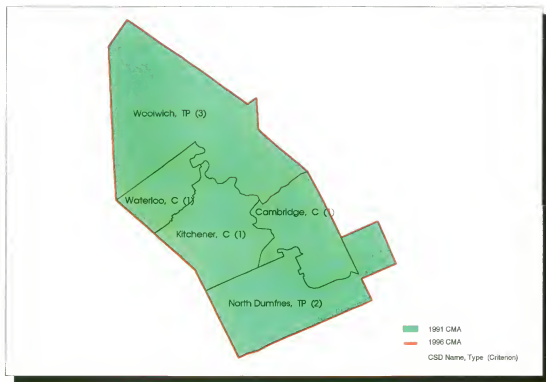 Woolwich, TP (3)
Waterloo, C (1)
Cambridge, C (1)
Kitchener, C (1)
North Dumfries, TP (2)
1991 CMA
1996 CMA
CSD Name, Type (Criterion)